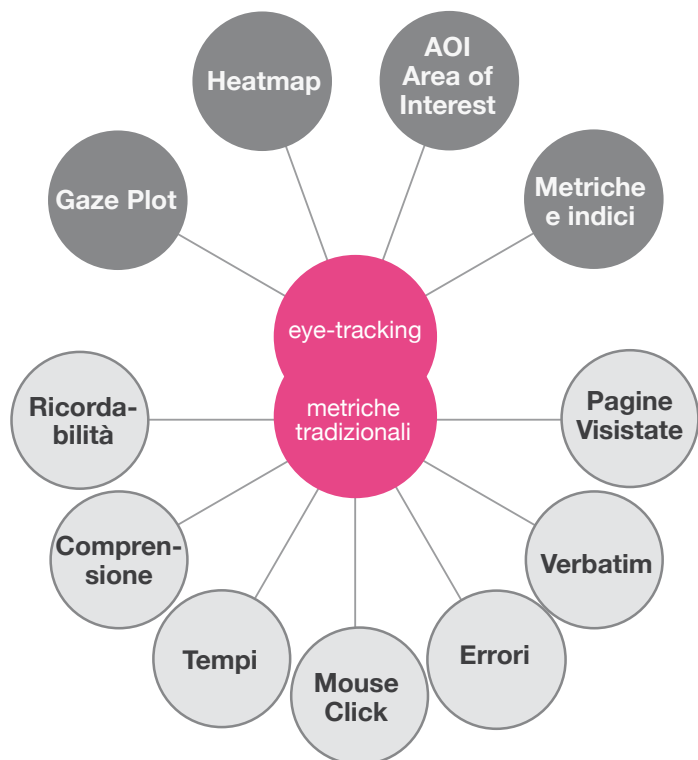 AOI
Area of
Interest
Heatmap
Gaze Plot
Metriche
e indici
eye-tracking
metriche
tradizionali
Ricorda-
bilità
Pagine
Visistate
Compren-
sione
Verbatim
Tempi
Errori
Mouse
Click